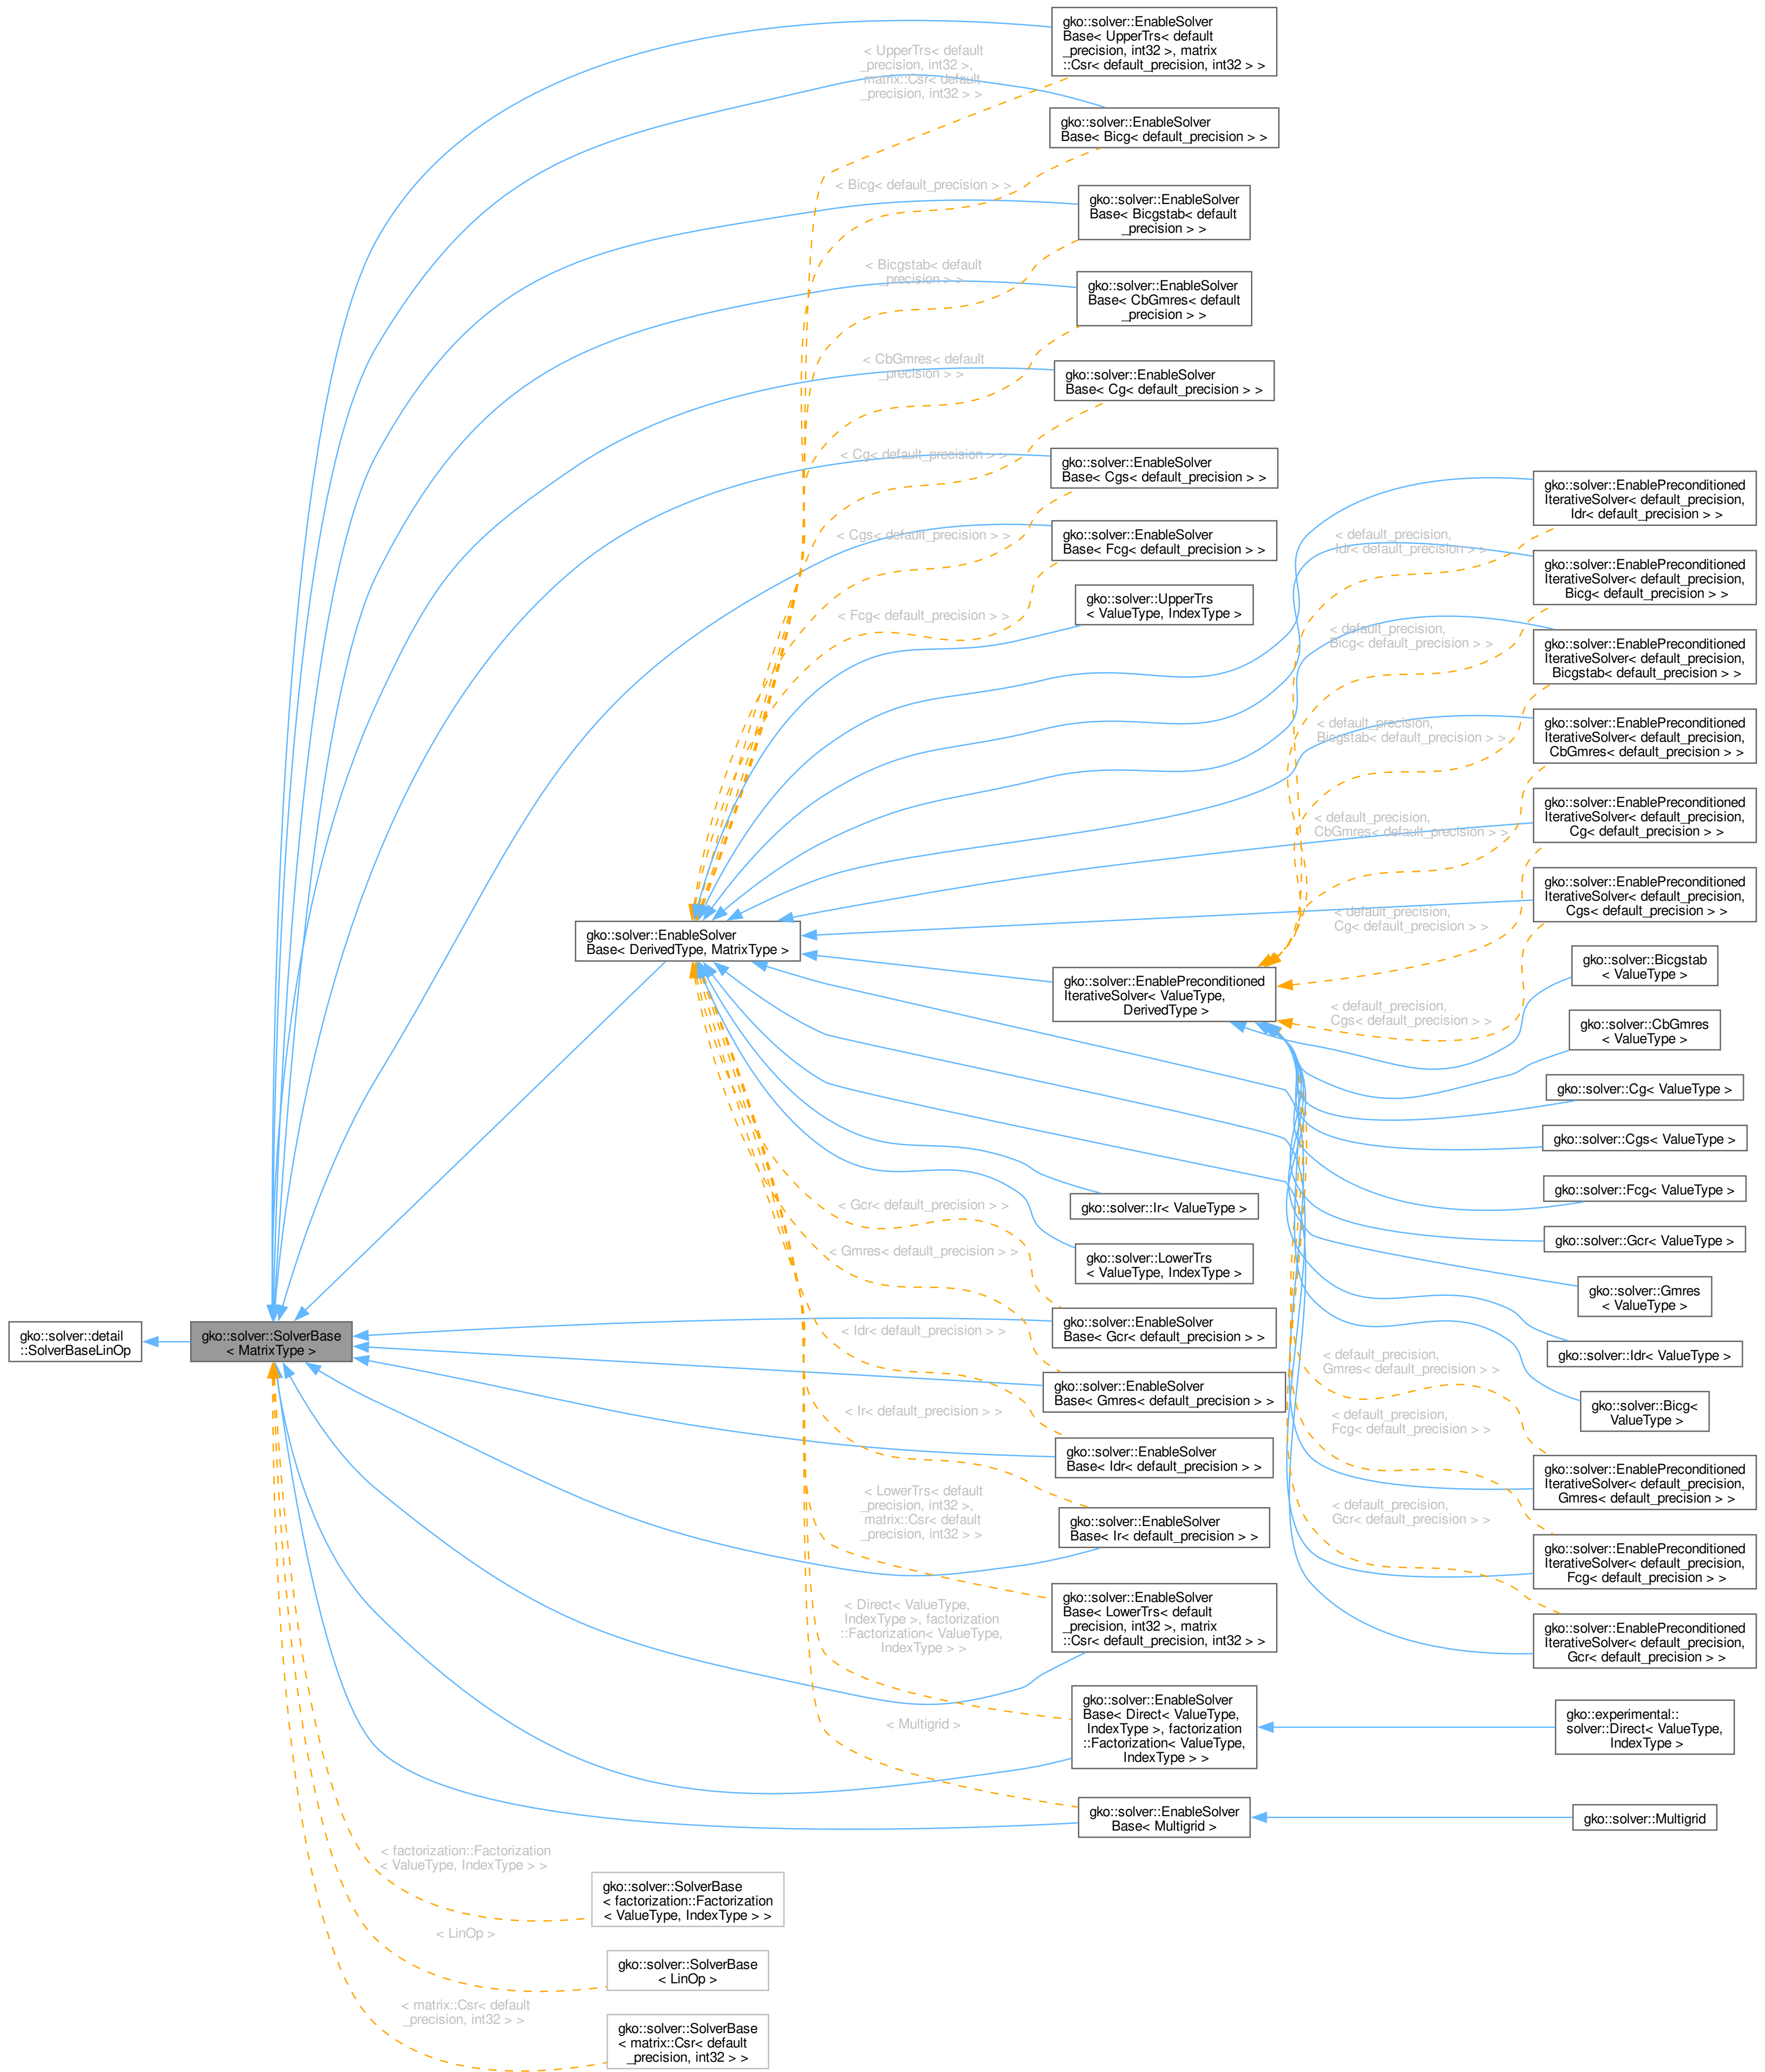 gko::solver::detail
::SolverBaseLinOp
gko::solver::SolverBase
< MatrixType >
gko::solver::EnableSolver
Base< DerivedType, MatrixType >
gko::solver::SolverBase
< factorization::Factorization
< ValueType, IndexType > >
gko::solver::SolverBase
< LinOp >
gko::solver::SolverBase
< matrix::Csr< default
_precision, int32 > >
< factorization::Factorization
< ValueType, IndexType > >
< LinOp >
< matrix::Csr< default
_precision, int32 > >
< UpperTrs< default
_precision, int32 >,
matrix::Csr< default
_precision, int32 > >
< Bicg< default_precision > >
< Bicgstab< default
_precision > >
< CbGmres< default
_precision > >
< Cg< default_precision > >
< Cgs< default_precision > >
< Fcg< default_precision > >
< Gcr< default_precision > >
< Gmres< default_precision > >
< Idr< default_precision > >
< Ir< default_precision > >
< LowerTrs< default
_precision, int32 >,
matrix::Csr< default
_precision, int32 > >
< Direct< ValueType,
IndexType >, factorization
::Factorization< ValueType,
IndexType > >
< Multigrid >
gko::solver::EnableSolver
Base< UpperTrs< default
_precision, int32 >, matrix
::Csr< default_precision, int32 > >
gko::solver::EnableSolver
Base< Bicg< default_precision > >
gko::solver::EnableSolver
Base< Bicgstab< default
_precision > >
gko::solver::EnableSolver
Base< CbGmres< default
_precision > >
gko::solver::EnableSolver
Base< Cg< default_precision > >
gko::solver::EnableSolver
Base< Cgs< default_precision > >
gko::solver::EnableSolver
Base< Fcg< default_precision > >
gko::solver::UpperTrs
< ValueType, IndexType >
gko::solver::EnablePreconditioned
IterativeSolver< ValueType,
DerivedType >
gko::solver::Ir< ValueType >
gko::solver::LowerTrs
< ValueType, IndexType >
gko::solver::EnableSolver
Base< Gcr< default_precision > >
gko::solver::EnableSolver
Base< Gmres< default_precision > >
gko::solver::EnableSolver
Base< Idr< default_precision > >
gko::solver::EnableSolver
Base< Ir< default_precision > >
gko::solver::EnableSolver
Base< LowerTrs< default
_precision, int32 >, matrix
::Csr< default_precision, int32 > >
gko::solver::EnableSolver
Base< Direct< ValueType,
IndexType >, factorization
::Factorization< ValueType,
IndexType > >
gko::solver::EnableSolver
Base< Multigrid >
< default_precision,
Idr< default_precision > >
< default_precision,
Bicg< default_precision > >
< default_precision,
Bicgstab< default_precision > >
< default_precision,
CbGmres< default_precision > >
< default_precision,
Cg< default_precision > >
< default_precision,
Cgs< default_precision > >
< default_precision,
Gmres< default_precision > >
< default_precision,
Fcg< default_precision > >
< default_precision,
Gcr< default_precision > >
gko::solver::EnablePreconditioned
IterativeSolver< default_precision,
Idr< default_precision > >
gko::solver::EnablePreconditioned
IterativeSolver< default_precision,
Bicg< default_precision > >
gko::solver::EnablePreconditioned
IterativeSolver< default_precision,
Bicgstab< default_precision > >
gko::solver::EnablePreconditioned
IterativeSolver< default_precision,
CbGmres< default_precision > >
gko::solver::EnablePreconditioned
IterativeSolver< default_precision,
Cg< default_precision > >
gko::solver::EnablePreconditioned
IterativeSolver< default_precision,
Cgs< default_precision > >
gko::solver::Bicgstab
< ValueType >
gko::solver::CbGmres
< ValueType >
gko::solver::Cg< ValueType >
gko::solver::Cgs< ValueType >
gko::solver::Fcg< ValueType >
gko::solver::Gcr< ValueType >
gko::solver::Gmres
< ValueType >
gko::solver::Idr< ValueType >
gko::solver::Bicg<
ValueType >
gko::solver::EnablePreconditioned
IterativeSolver< default_precision,
Gmres< default_precision > >
gko::solver::EnablePreconditioned
IterativeSolver< default_precision,
Fcg< default_precision > >
gko::solver::EnablePreconditioned
IterativeSolver< default_precision,
Gcr< default_precision > >
gko::experimental::
solver::Direct< ValueType,
IndexType >
gko::solver::Multigrid